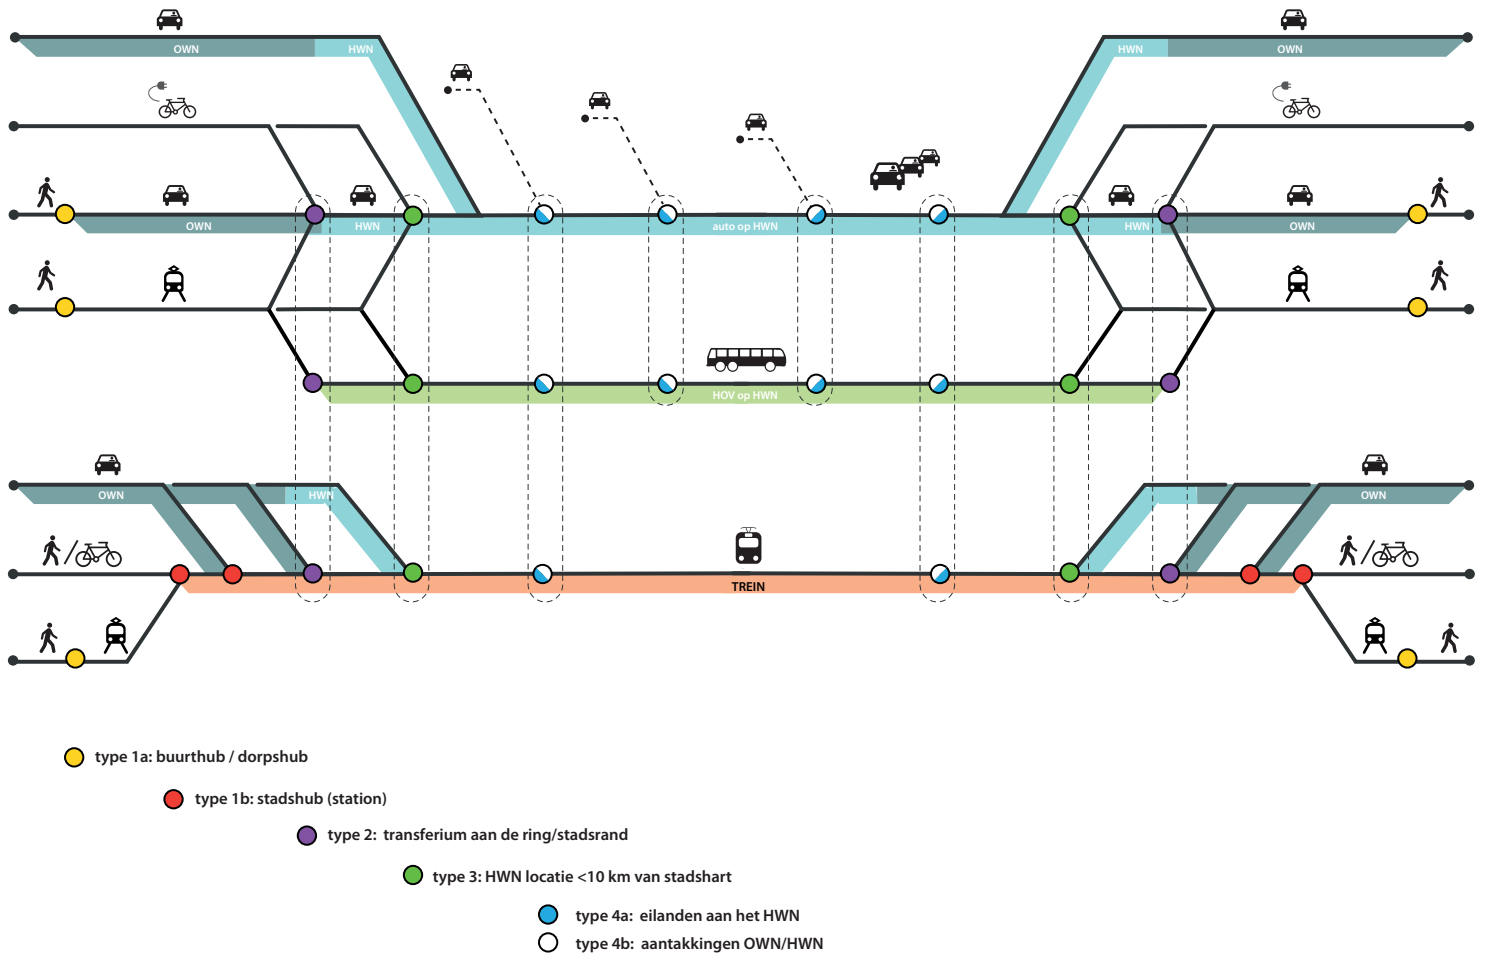 OWN
HWN
HWN
OWN
OWN
HWN
auto op HWN
HWN
OWN
HOV op HWN
OWN
HWN
OWN
TREIN
type 1a: buurthub / dorpshub
type 1b: stadshub (station)
type 2: transferium aan de ring/stadsrand
type 3: HWN locatie <10 km van stadshart
type 4a: eilanden aan het HWN
type 4b: aantakkingen OWN/HWN